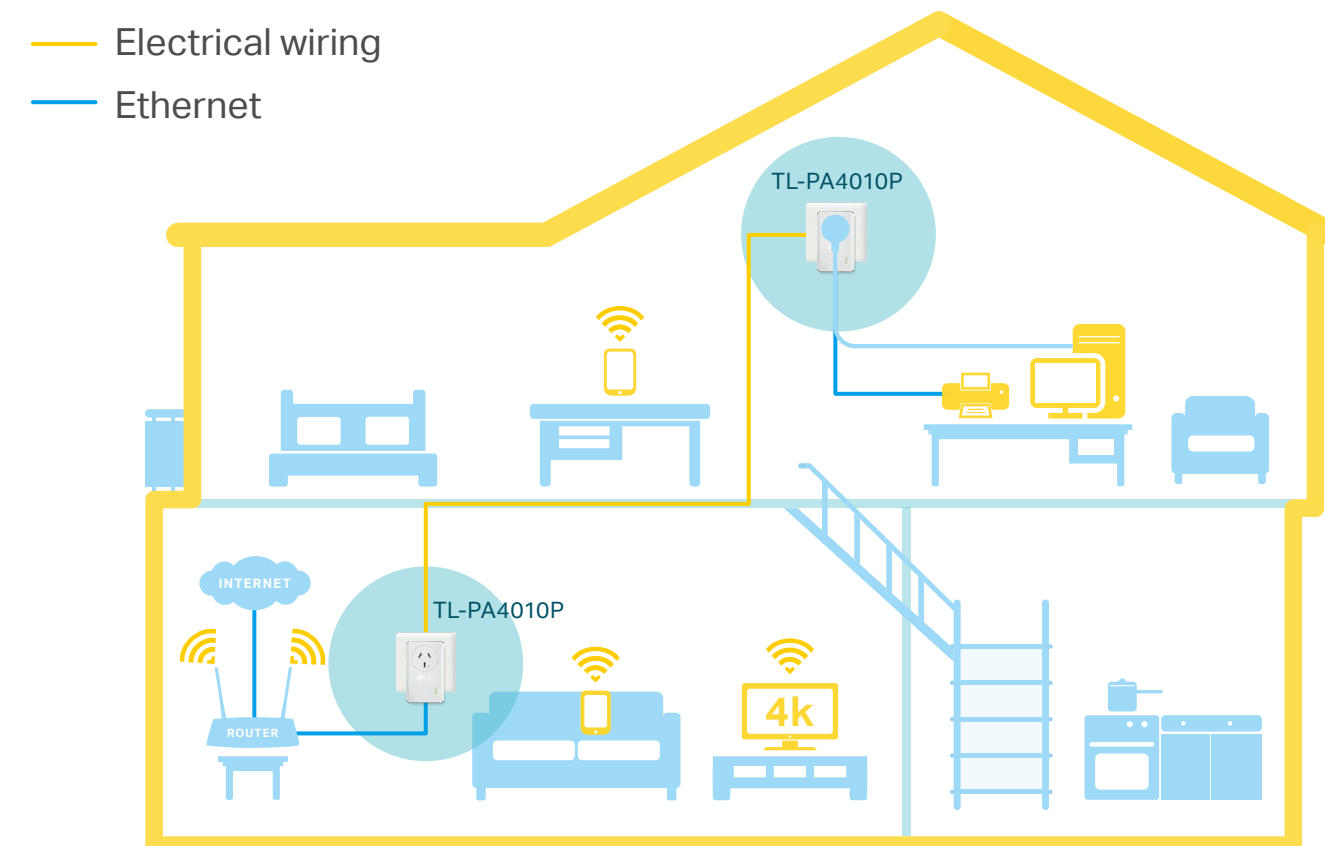 Electrical wiring
Ethernet
TL-PA4010P
INTERNET
TL-PA4010P
4k
ROUTER